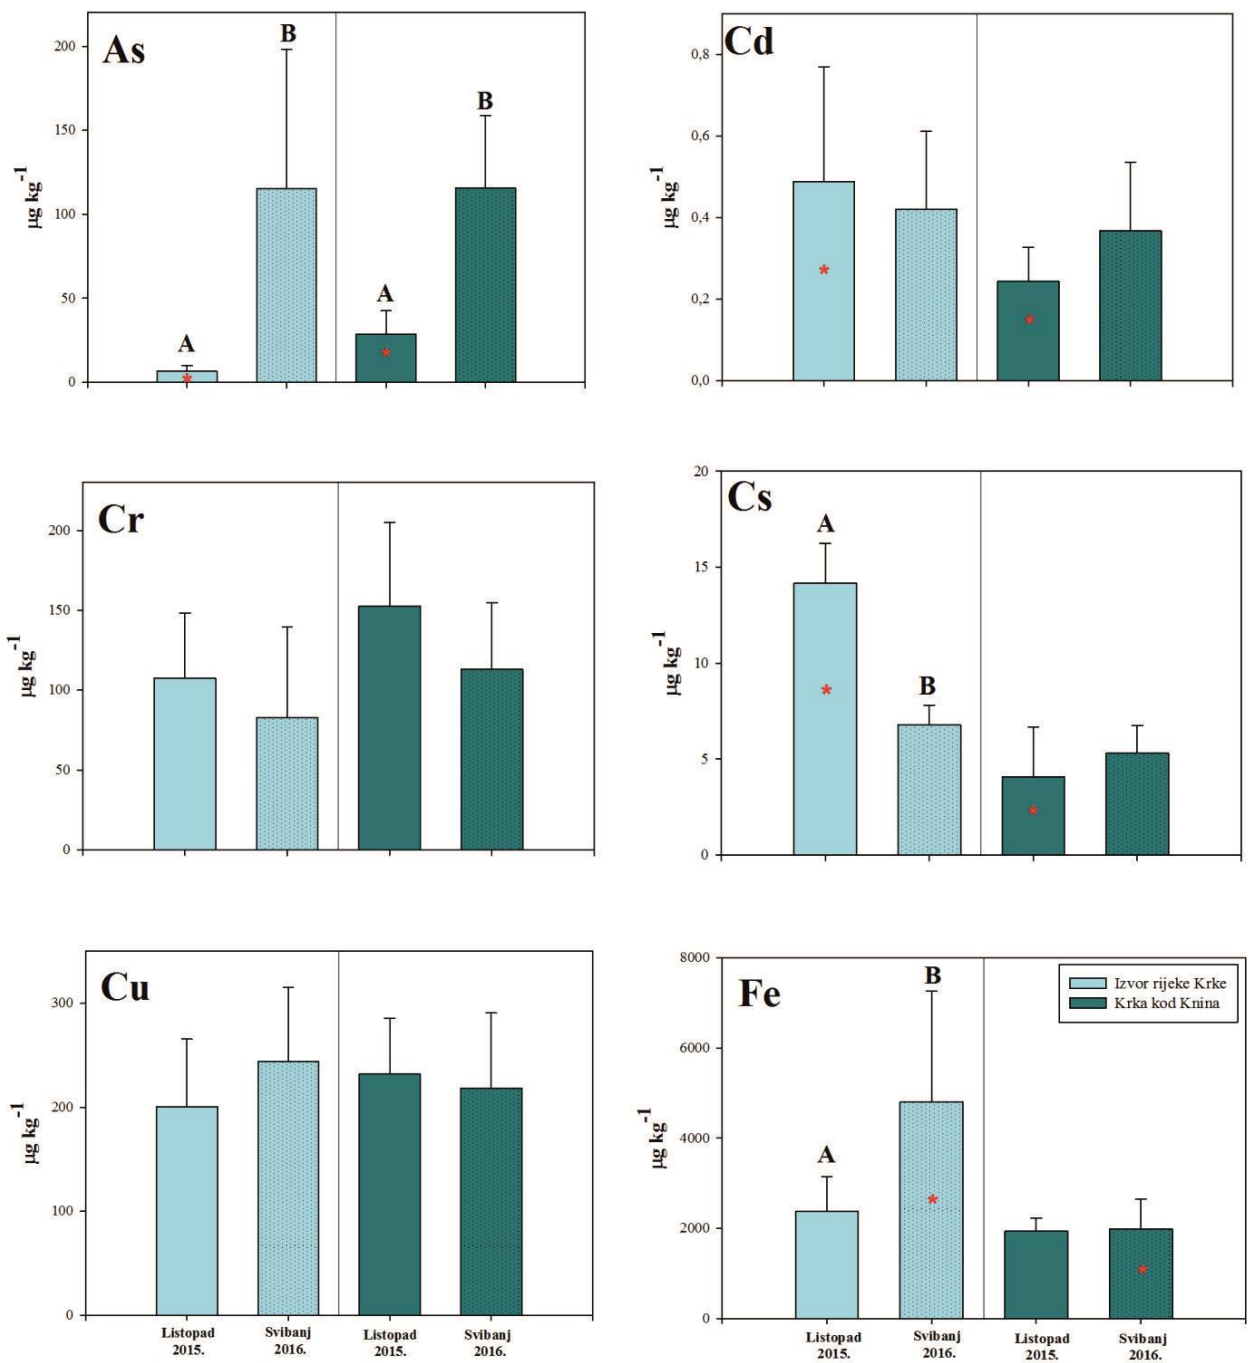 As
µg kg-1
200
150
100
50
0
A
B
A
B
*
*
Cd
µg kg-1
0,8
0,6
0,4
0,2
0,0
*
*
Cr
µg kg-1
200
150
100
50
0
Cs
µg kg-1
20
15
10
5
0
A
B
*
*
Cu
µg kg-1
300
200
100
0
Listopad
2015.
Svibanj
2016.
Listopad
2015.
Svibanj
2016.
Fe
µg kg-1
8000
6000
4000
2000
0
A
B
*
*
Izvor rijeke Krke
Krka kod Knina
Listopad
2015.
Svibanj
2016.
Listopad
2015.
Svibanj
2016.